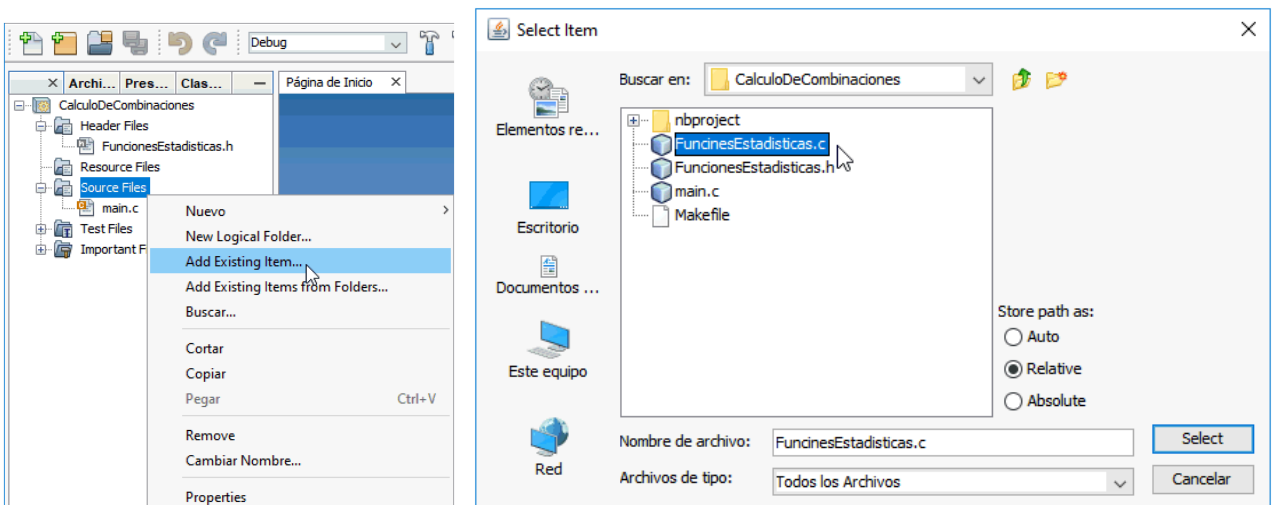 Debug
Archi... Pres... Clas...
Página de Inicio
CalculoDeCombinaciones
Header Files
FuncionesEstadisticas.h
Resource Files
Source Files
main.c
Test Files
Important F
Nuevo
New Logical Folder...
Add Existing Item...
Add Existing Items from Folders...
Buscar...
Cortar
Copiar
Pegar Ctrl+V
Remove
Cambiar Nombre...
Properties
Select Item
Buscar en: CalculoDeCombinaciones
Elementos re...
Escritorio
Documentos ...
Este equipo
Red
nbproject
FuncinesEstadisticas.c
FuncionesEstadisticas.h
main.c
Makefile
Store path as:
Auto
Relative
Absolute
Nombre de archivo: FuncinesEstadisticas.c
Select
Archivos de tipo: Todos los Archivos
Cancelar